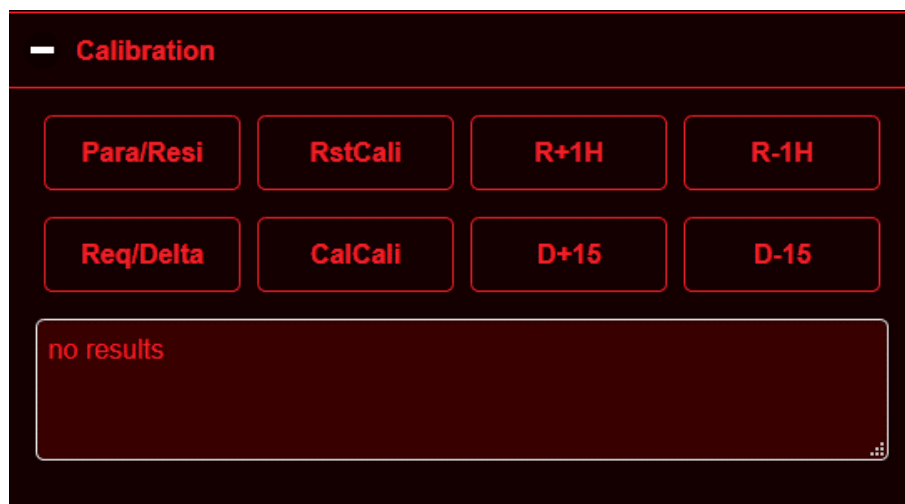 Calibration
Para/Resi RstCali R+1H R-1H
Req/Delta CalCali D+15 D-15
no results